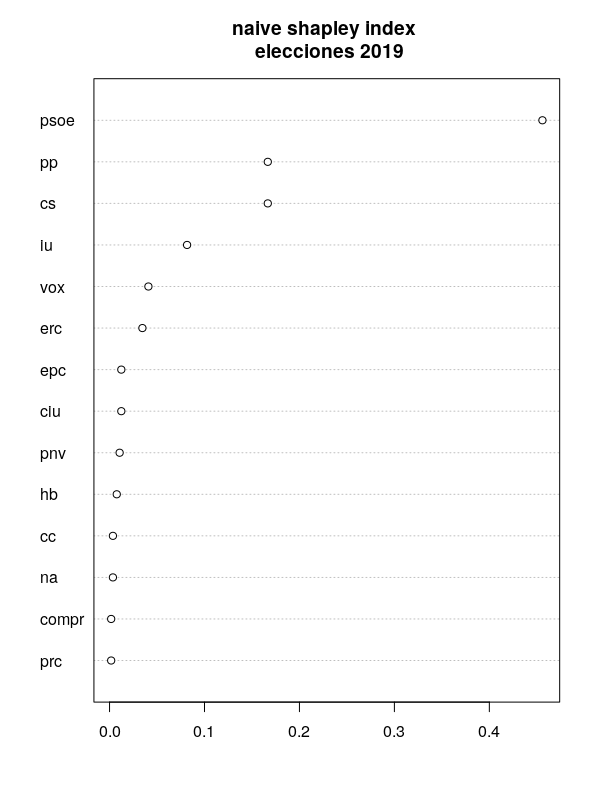 naive shapley index
elecciones 2019
psoe
pp
cs
iu
vox
erc
epc
ciu
pnv
hb
cc
na
compr
prc
0.0 0.1 0.2 0.3 0.4